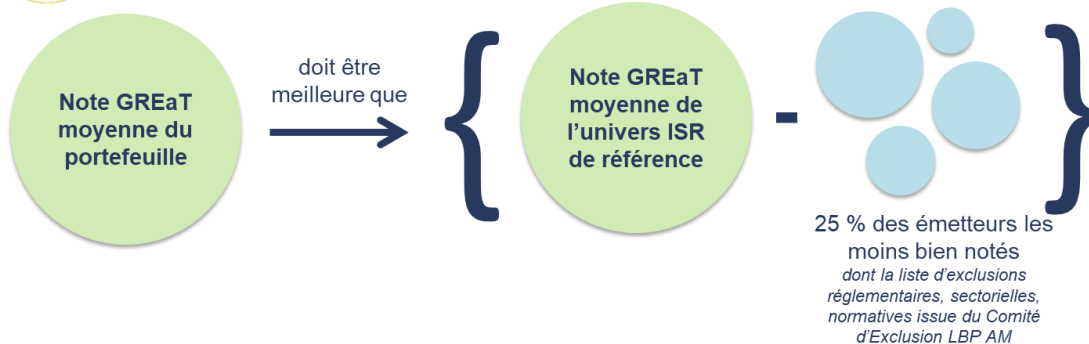 Note GREaT
moyenne du
portefeuille
doit être
meilleure que
{
Note GREaT
moyenne de
l'univers ISR
de référence
-
}
25 % des émetteurs les
moins bien notés
dont la liste d'exclusions
réglementaires, sectorielles,
normatives issue du Comité
d'Exclusion LBP AM